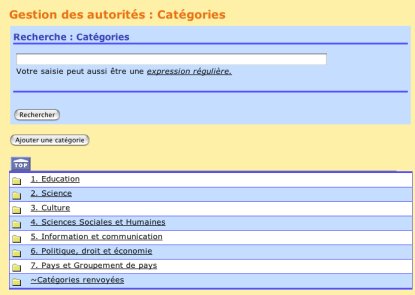 Gestion des autorités : Catégories
Recherche : Catégories
Votre saisie peut aussi être une expression régulière.
Rechercher
Ajouter une catégorie
TOP
1. Education
2. Science
3. Culture
4. Sciences Sociales et Humaines
5. Information et communication
6. Politique, droit et économie
7. Pays et Groupement de pays
~Catégories renvoyées